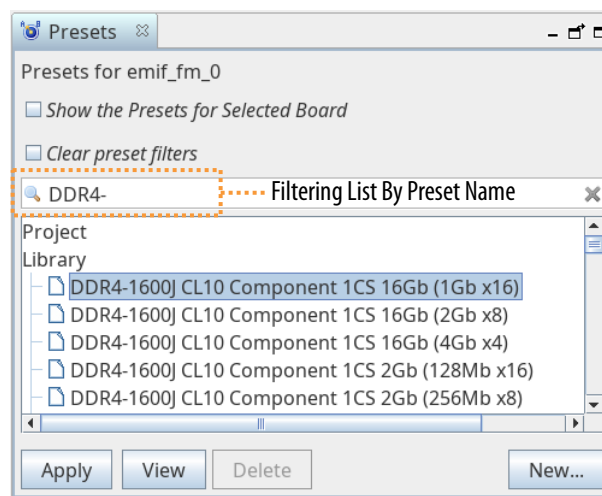 Presets
Presets for emif_fm_0
Show the Presets for Selected Board
Clear preset filters
DDR4-
Filtering List By Preset Name
Project
Library
DDR4-1600J CL10 Component 1CS 16Gb (1Gb x16)
DDR4-1600J CL10 Component 1CS 16Gb (2Gb x8)
DDR4-1600J CL10 Component 1CS 16Gb (4Gb x4)
DDR4-1600J CL10 Component 1CS 2Gb (128Mb x16)
DDR4-1600J CL10 Component 1CS 2Gb (256Mb x8)
Apply View Delete New...